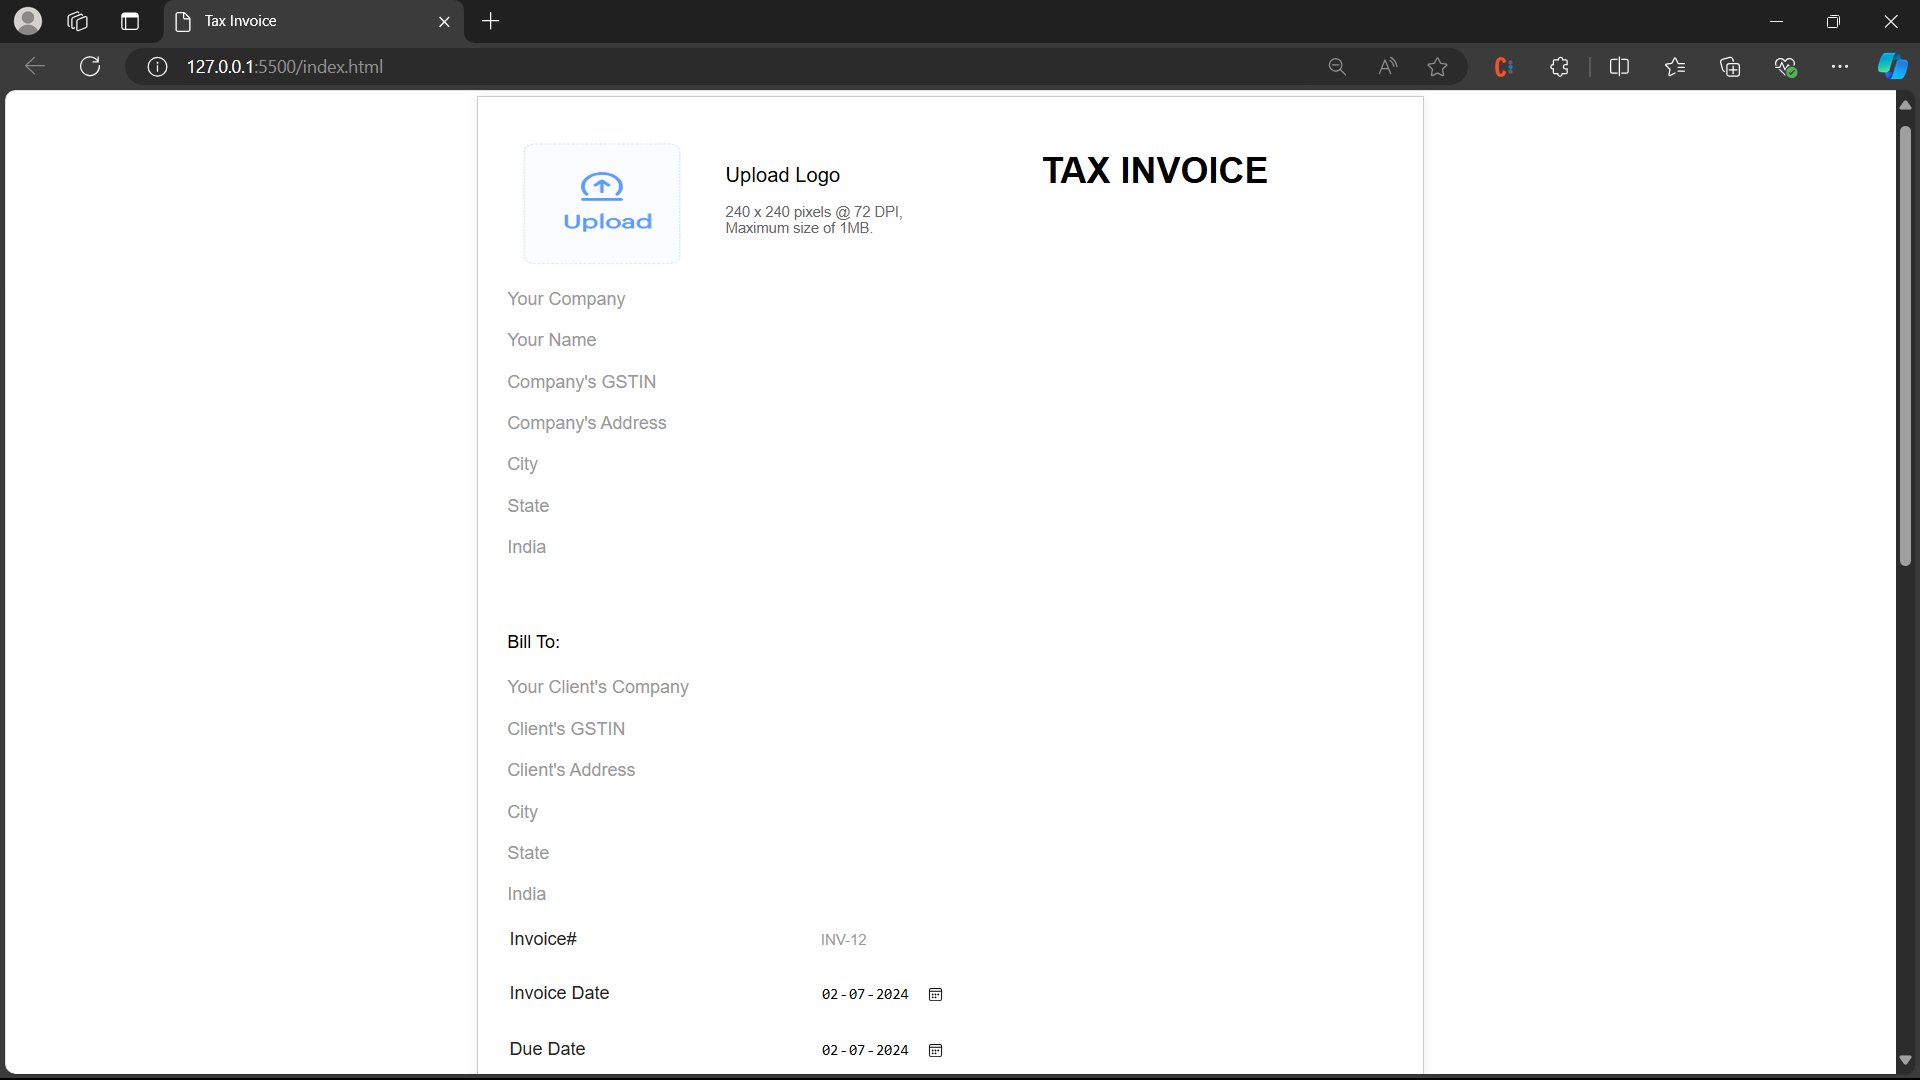 Tax Invoice
127.0.0.1:5500/index.html
TAX INVOICE
Upload
Upload Logo
240 x 240 pixels @ 72 DPI,
Maximum size of 1MB.
Your Company
Your Name
Company's GSTIN
Company's Address
City
State
India
Bill To:
Your Client's Company
Client's GSTIN
Client's Address
City
State
India
Invoice# INV-12
Invoice Date 02-07-2024
Due Date 02-07-2024